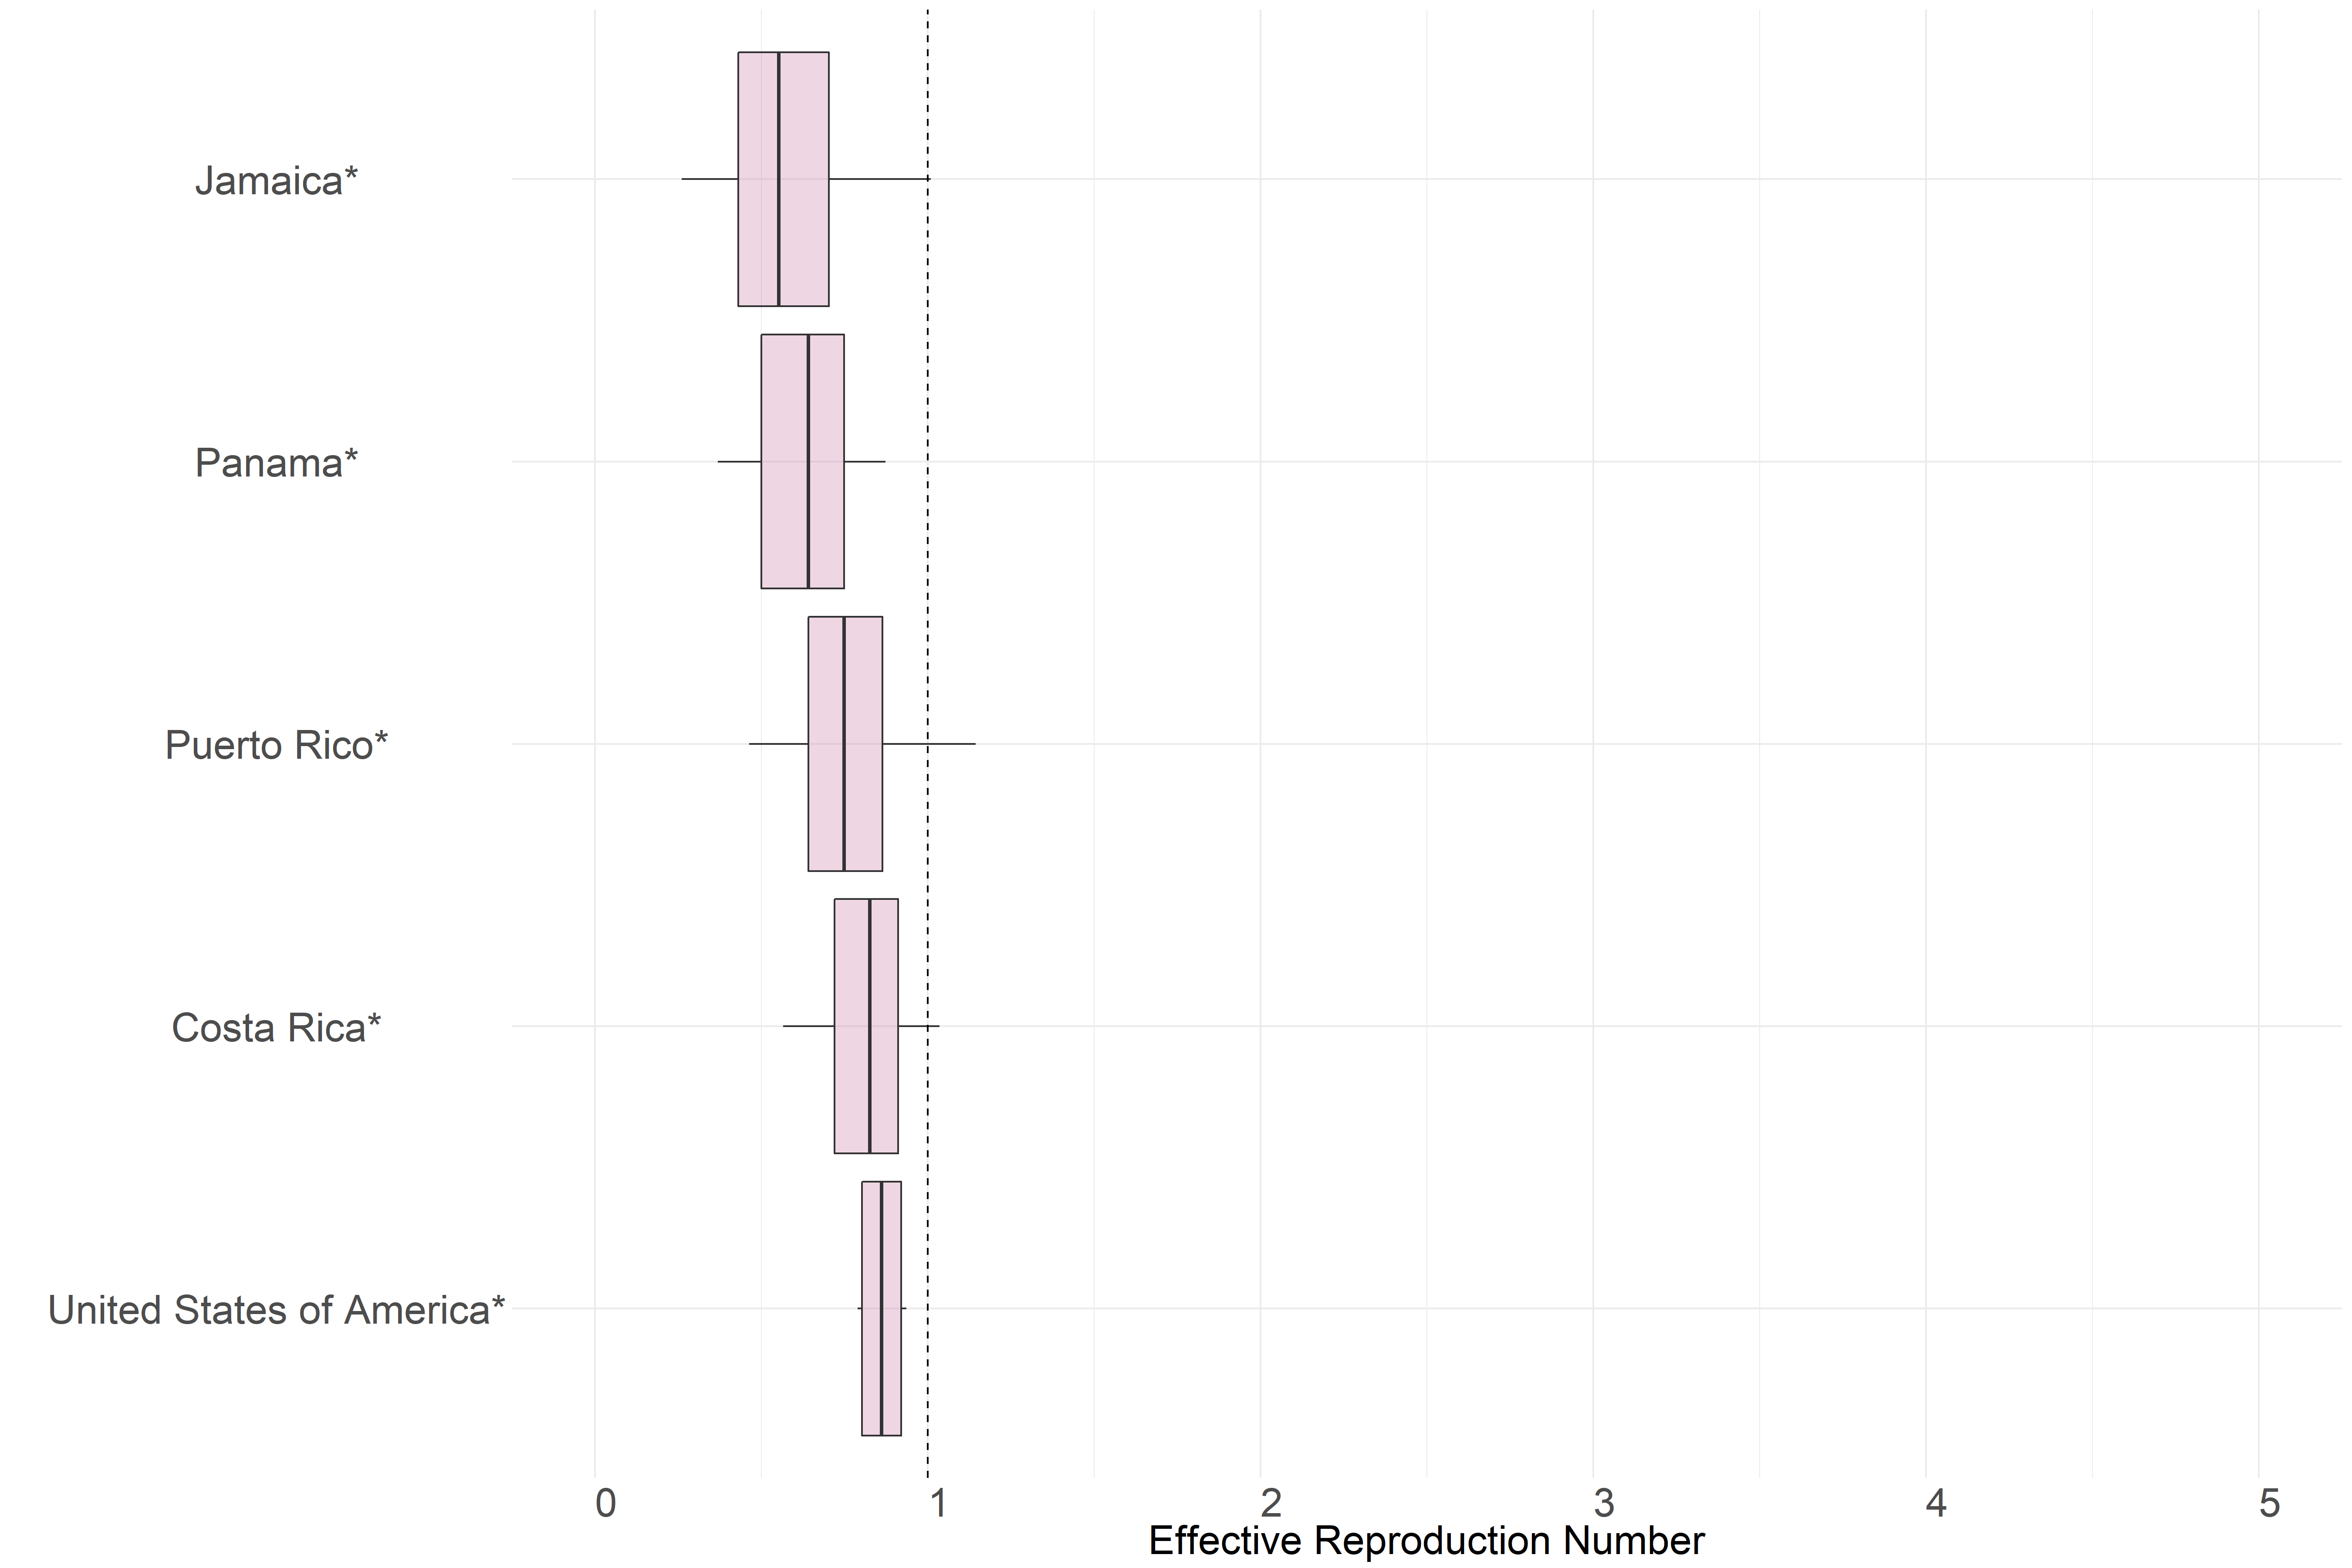 Jamaica*
Panama*
Puerto Rico*
Costa Rica*
United States of America*
0 1 2 3 4 5
Effective Reproduction Number